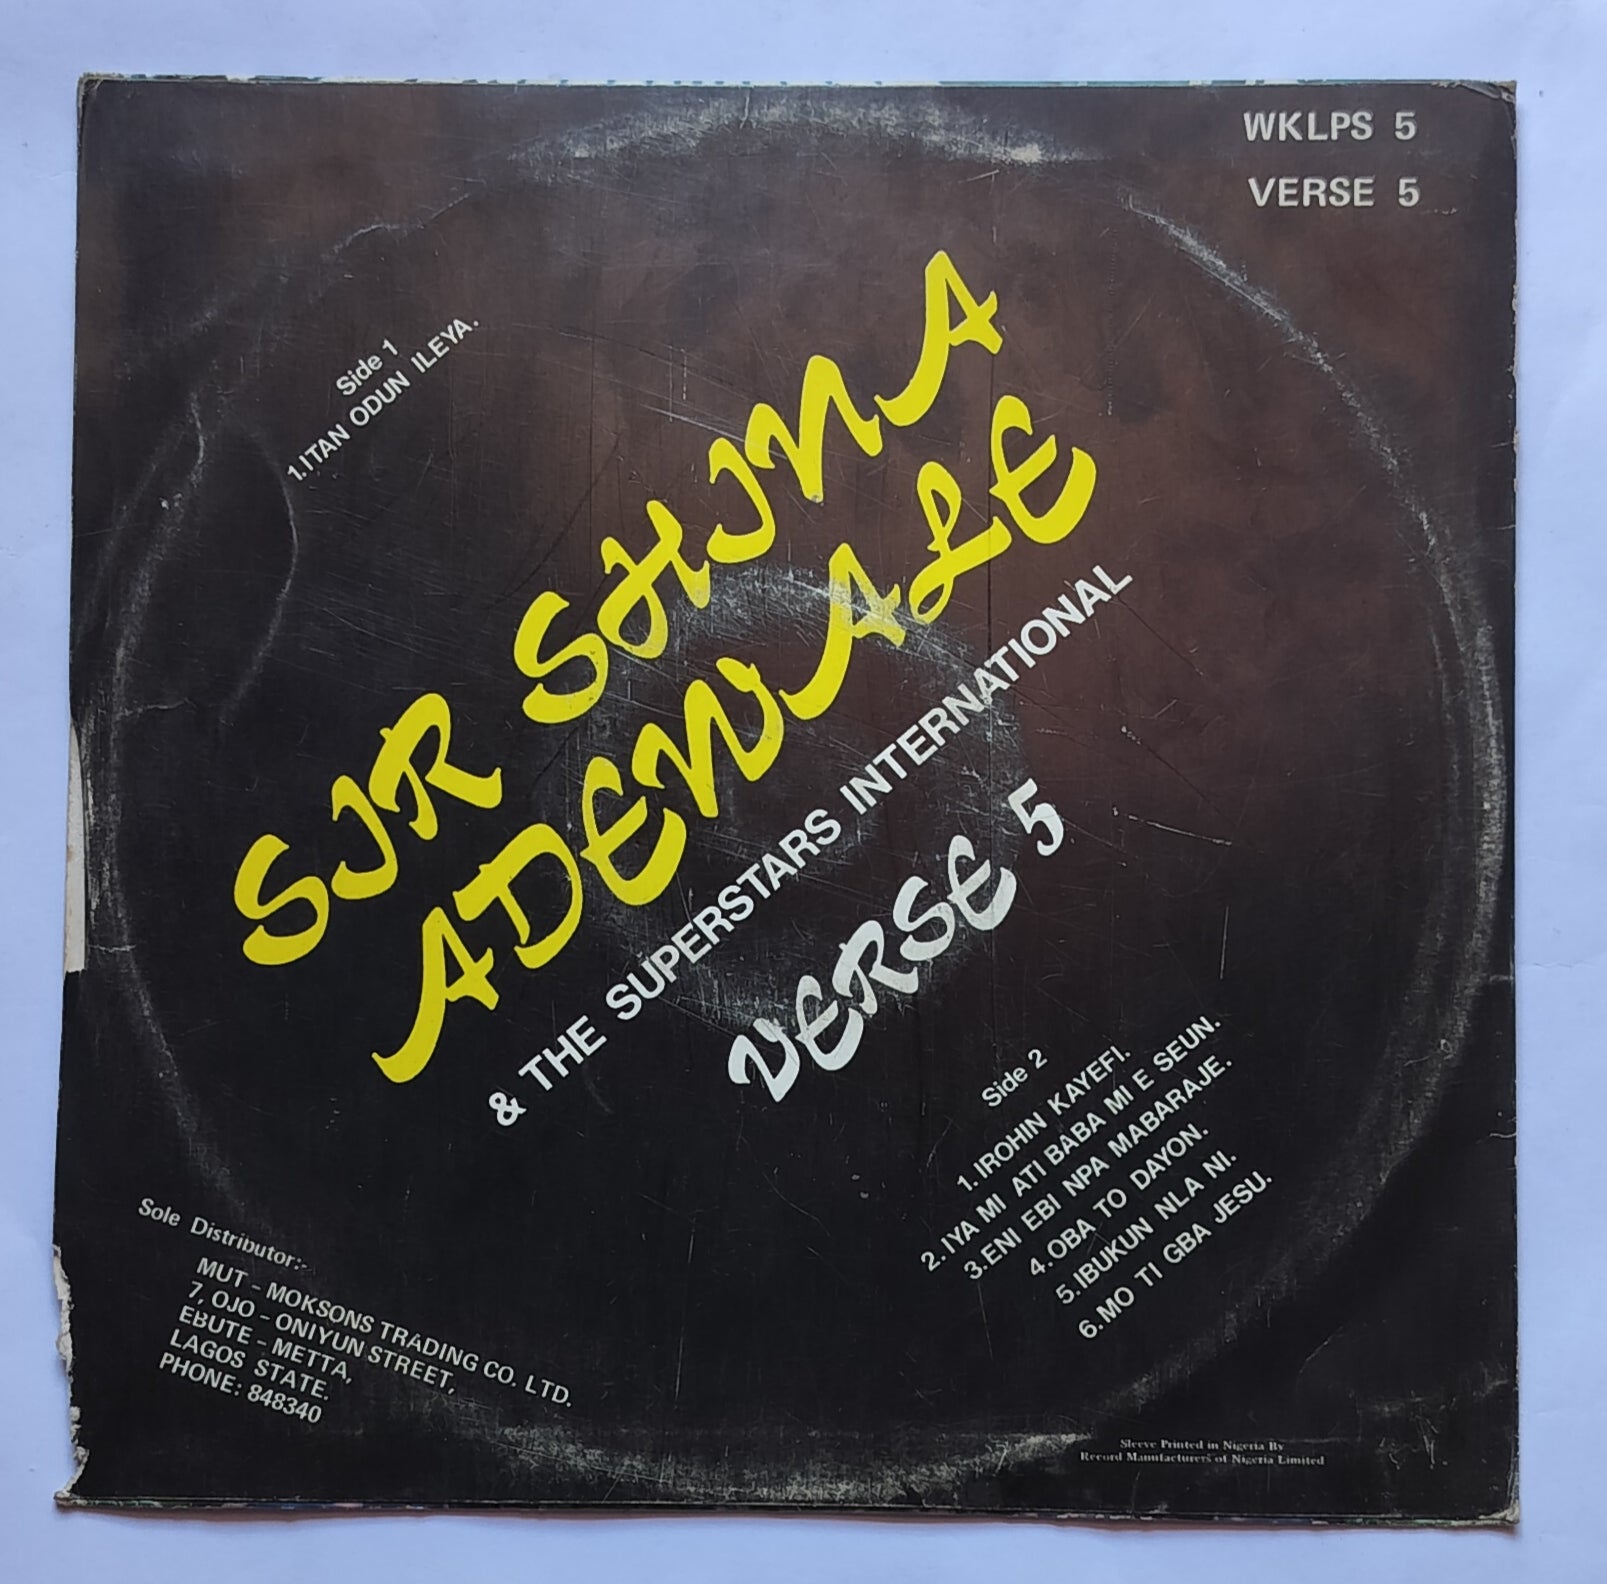 WKLPS 5
VERSE 5
Side 1
1. ITAN ODUN ILEYA.
SIR SHINA
ADEWALE
& THE SUPERSTARS INTERNATIONAL
VERSE 5
Side 2
1. IROHIN KAYEFI.
2. IYA MI ATI BABA MI E SEUN.
3. ENI EBI NPA MABARAJE.
4. OBA TO DAYON.
5. IBUKUN NLA NI.
6. MO TI GBA JESU.
Sole Distributor:-
MUT - MOKSONS TRADING CO. LTD.
7, OJO - ONIYUN STREET,
EBUTE - METTA,
LAGOS STATE.
PHONE: 848340
Sleeve Printed in Nigeria By
Record Manufacturers of Nigeria Limited